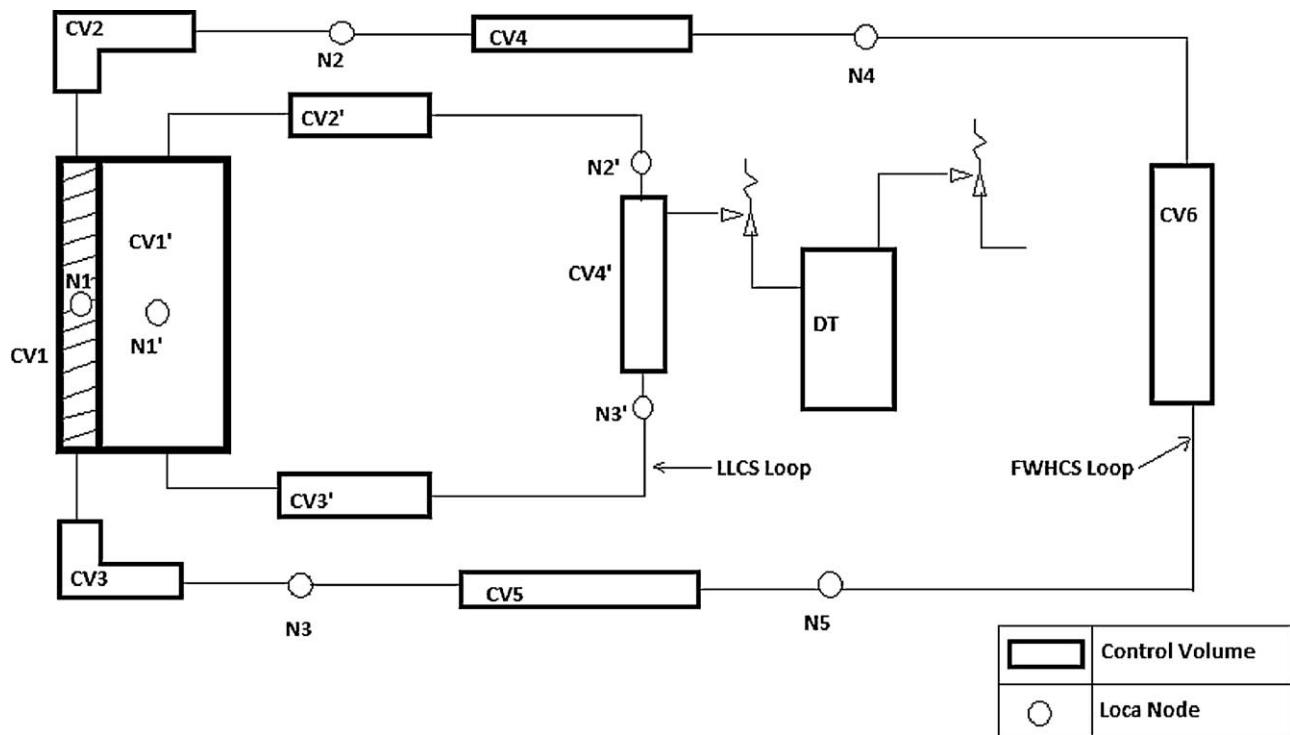 CV2
N2
CV4
N4
CV2'
N2'
CV6
CV1'
N1
CV4'
N1'
DT
CV1
N3'
LLCS Loop
FWHCS Loop
CV3'
CV3
N3
CV5
N5
Control Volume
Loca Node